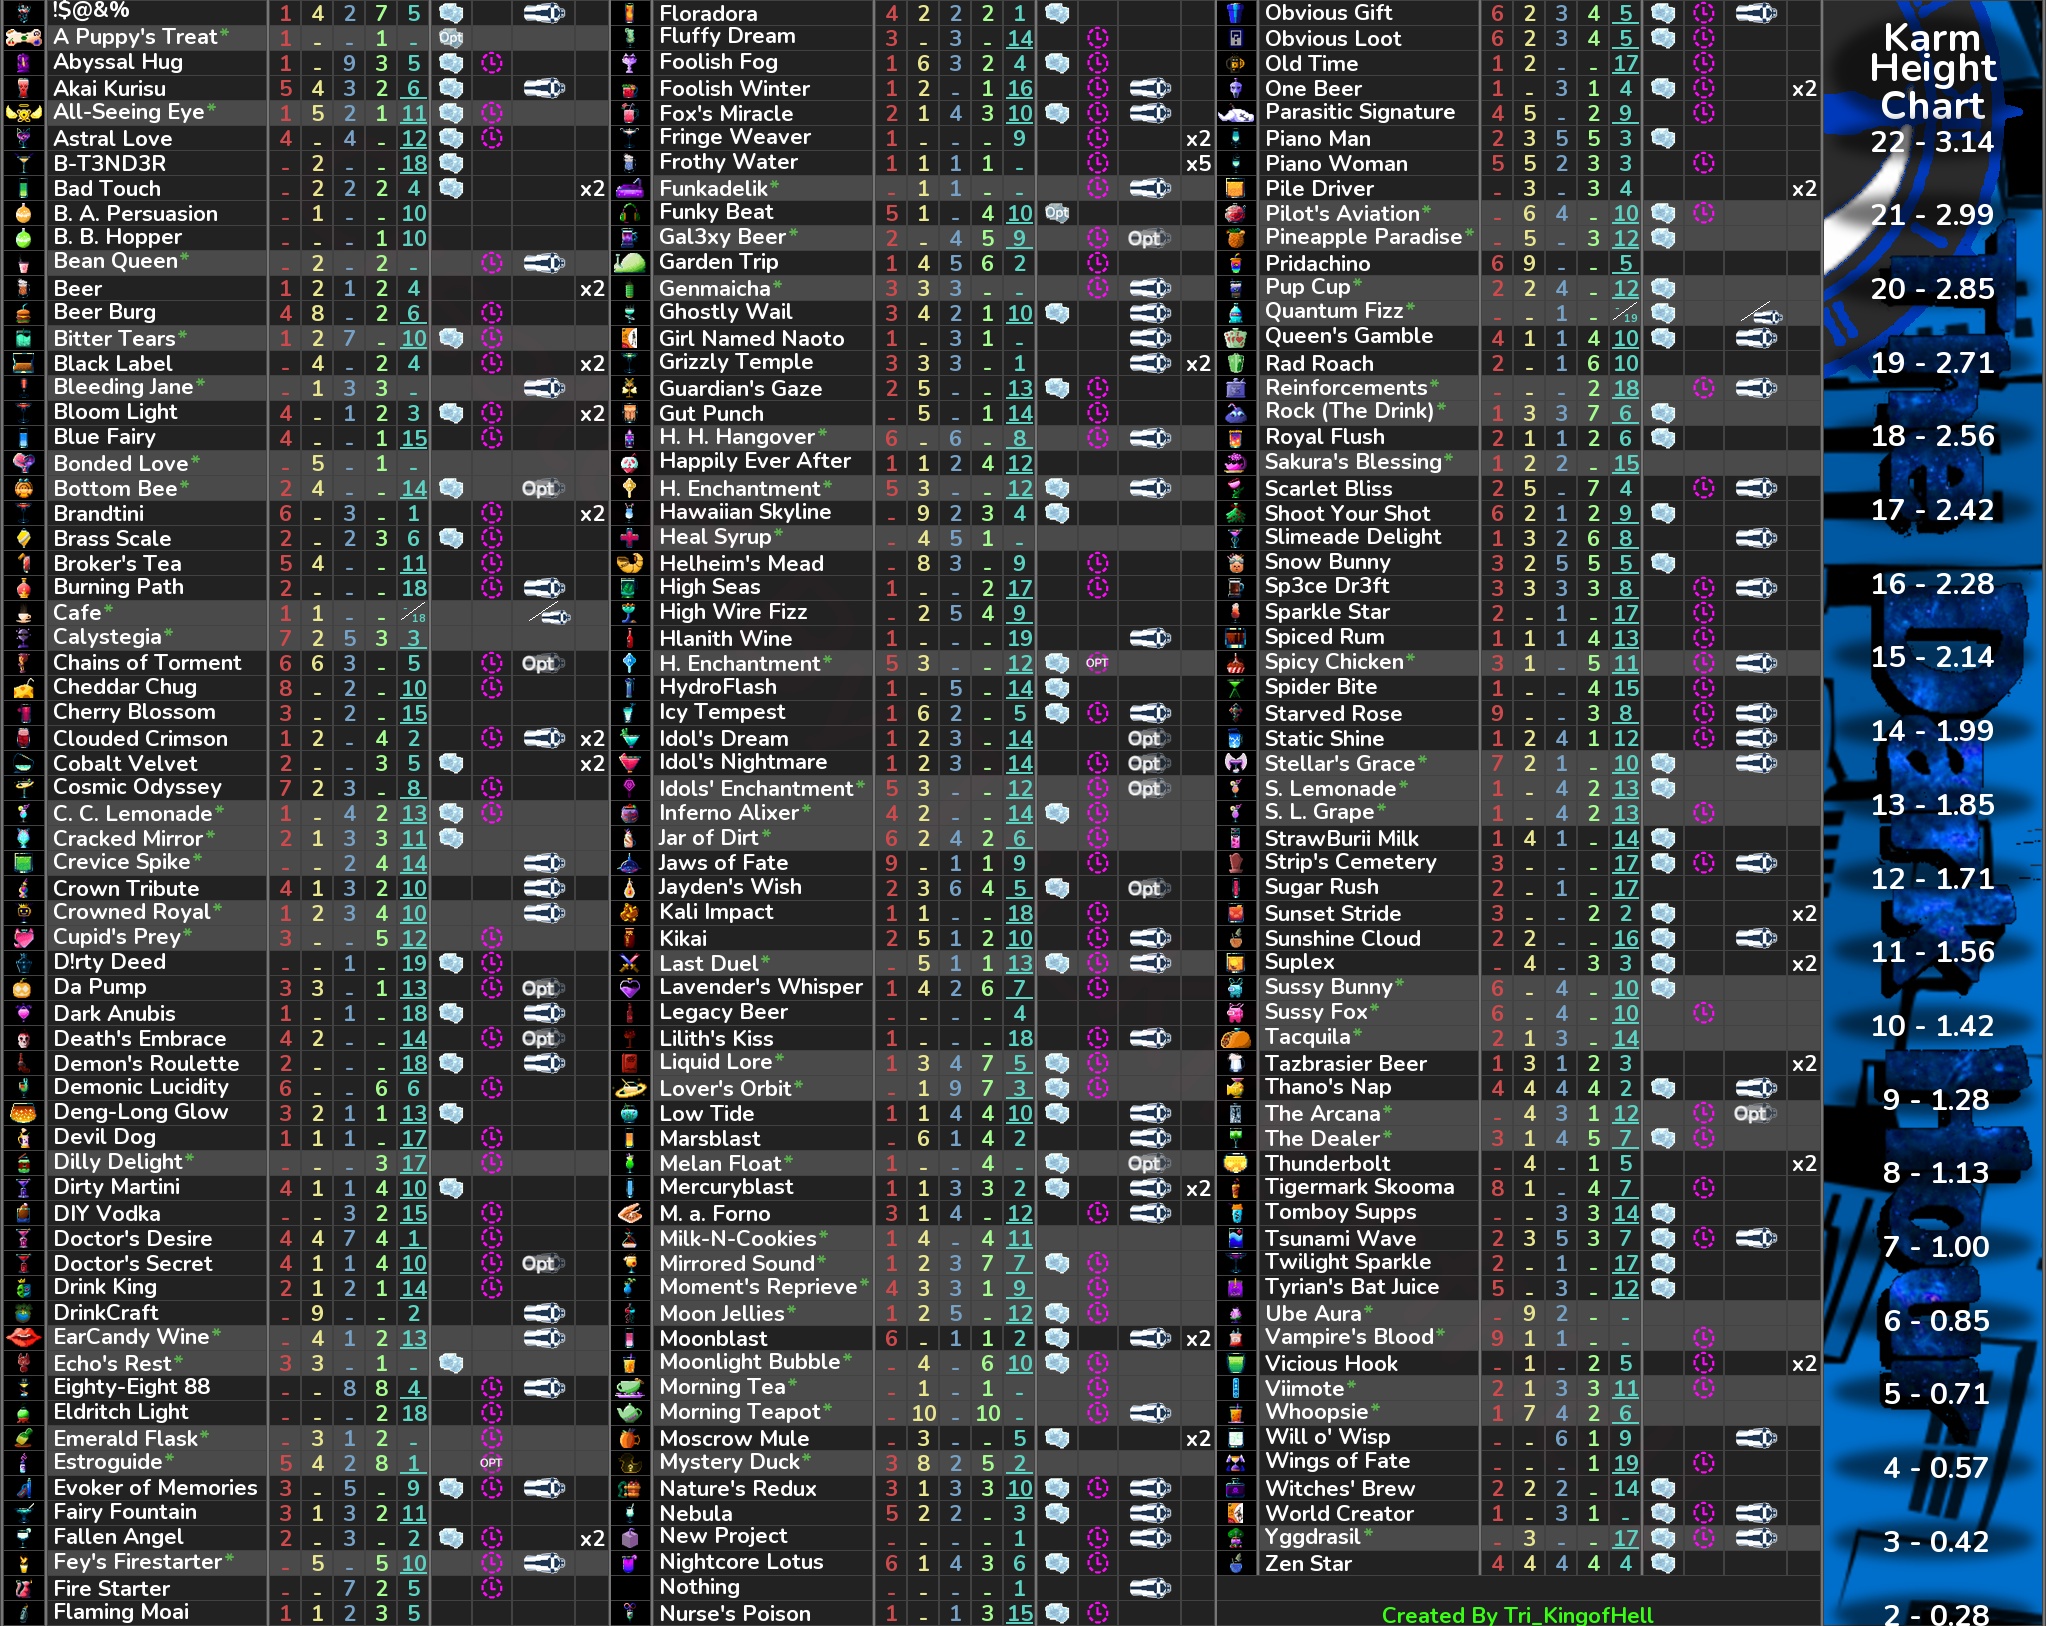 !$@&% 1 4 2 7 5
A Puppy's Treat* 1 - - 1 - Opt
Abyssal Hug 1 - 9 3 5
Akai Kurisu 5 4 3 2 6
All-Seeing Eye* 1 5 2 1 11
Astral Love 4 - 4 - 12
B-T3ND3R - 2 - - 18
Bad Touch - 2 2 2 4 x2
B. A. Persuasion - 1 - - 10
B. B. Hopper - - - 1 10
Bean Queen* - 2 - 2 -
Beer 1 2 1 2 4 x2
Beer Burg 4 8 - 2 6
Bitter Tears* 1 2 7 - 10
Black Label - 4 - 2 4 x2
Bleeding Jane* - 1 3 3 -
Bloom Light 4 - 1 2 3 x2
Blue Fairy 4 - - 1 15
Bonded Love* - 5 - 1 -
Bottom Bee* 2 4 - - 14 Opt
Brandtini 6 - 3 - 1 x2
Brass Scale 2 - 2 3 6
Broker's Tea 5 4 - - 11
Burning Path 2 - - - 18
Cafe* 1 1 - - -/18
Calystegia* 7 2 5 3 3
Chains of Torment 6 6 3 - 5 Opt
Cheddar Chug 8 - 2 - 10
Cherry Blossom 3 - 2 - 15
Clouded Crimson 1 2 - 4 2 x2
Cobalt Velvet 2 - - 3 5 x2
Cosmic Odyssey 7 2 3 - 8
C. C. Lemonade* 1 - 4 2 13
Cracked Mirror* 2 1 3 3 11
Crevice Spike* - - 2 4 14
Crown Tribute 4 1 3 2 10
Crowned Royal* 1 2 3 4 10
Cupid's Prey* 3 - - 5 12
D!rty Deed - - 1 - 19
Da Pump 3 3 - 1 13 Opt
Dark Anubis 1 - 1 - 18
Death's Embrace 4 2 - - 14 Opt
Demon's Roulette 2 - - - 18
Demonic Lucidity 6 - - 6 6
Deng-Long Glow 3 2 1 1 13
Devil Dog 1 1 1 - 17
Dilly Delight* - - - 3 17
Dirty Martini 4 1 1 4 10
DIY Vodka - - 3 2 15
Doctor's Desire 4 4 7 4 1
Doctor's Secret 4 1 1 4 10 Opt
Drink King 2 1 2 1 14
DrinkCraft - 9 - - 2
EarCandy Wine* - 4 1 2 13
Echo's Rest* 3 3 - 1 -
Eighty-Eight 88 - - 8 8 4
Eldritch Light - - - 2 18
Emerald Flask* - 3 1 2 -
Estroguide* 5 4 2 8 1 OPT
Evoker of Memories 3 - 5 - 9
Fairy Fountain 3 1 3 2 11
Fallen Angel 2 - 3 - 2 x2
Fey's Firestarter* - 5 - 5 10
Fire Starter - - 7 2 5
Flaming Moai 1 1 2 3 5
Floradora 4 2 2 2 1
Fluffy Dream 3 - 3 - 14
Foolish Fog 1 6 3 2 4
Foolish Winter 1 2 - 1 16
Fox's Miracle 2 1 4 3 10
Fringe Weaver 1 - - - 9 x2
Frothy Water 1 1 1 1 - x5
Funkadelik* - 1 1 - -
Funky Beat 5 1 - 4 10 Opt
Gal3xy Beer* 2 - 4 5 9 Opt
Garden Trip 1 4 5 6 2
Genmaicha* 3 3 3 - -
Ghostly Wail 3 4 2 1 10
Girl Named Naoto 1 - 3 1 -
Grizzly Temple 3 3 3 - 1 x2
Guardian's Gaze 2 5 - - 13
Gut Punch - 5 - 1 14
H. H. Hangover* 6 - 6 - 8
Happily Ever After 1 1 2 4 12
H. Enchantment* 5 3 - - 12
Hawaiian Skyline - 9 2 3 4
Heal Syrup* - 4 5 1 -
Helheim's Mead - 8 3 - 9
High Seas 1 - - 2 17
High Wire Fizz - 2 5 4 9
Hlanith Wine 1 - - - 19
H. Enchantment* 5 3 - - 12 OPT
HydroFlash 1 - 5 - 14
Icy Tempest 1 6 2 - 5
Idol's Dream 1 2 3 - 14 Opt
Idol's Nightmare 1 2 3 - 14 Opt
Idols' Enchantment* 5 3 - - 12 Opt
Inferno Alixer* 4 2 - - 14
Jar of Dirt* 6 2 4 2 6
Jaws of Fate 9 - 1 1 9
Jayden's Wish 2 3 6 4 5 Opt
Kali Impact 1 1 - - 18
Kikai 2 5 1 2 10
Last Duel* - 5 1 1 13
Lavender's Whisper 1 4 2 6 7
Legacy Beer - - - - 4
Lilith's Kiss 1 - - - 18
Liquid Lore* 1 3 4 7 5
Lover's Orbit* - 1 9 7 3
Low Tide 1 1 4 4 10
Marsblast - 6 1 4 2
Melan Float* 1 - - 4 - Opt
Mercuryblast 1 1 3 3 2 x2
M. a. Forno 3 1 4 - 12
Milk-N-Cookies* 1 4 - 4 11
Mirrored Sound* 1 2 3 7 7
Moment's Reprieve* 4 3 3 1 9
Moon Jellies* 1 2 5 - 12
Moonblast 6 - 1 1 2 x2
Moonlight Bubble* - 4 - 6 10
Morning Tea* - 1 - 1 -
Morning Teapot* - 10 - 10 -
Moscrow Mule - 3 - - 5 x2
Mystery Duck* 3 8 2 5 2
Nature's Redux 3 1 3 3 10
Nebula 5 2 2 - 3
New Project - - - - 1
Nightcore Lotus 6 1 4 3 6
Nothing - - - - 1
Nurse's Poison 1 - 1 3 15
Obvious Gift 6 2 3 4 5
Obvious Loot 6 2 3 4 5
Old Time 1 2 - - 17
One Beer 1 - 3 1 4 x2
Parasitic Signature 4 5 - 2 9
Piano Man 2 3 5 5 3
Piano Woman 5 5 2 3 3
Pile Driver - 3 - 3 4 x2
Pilot's Aviation* - 6 4 - 10
Pineapple Paradise* - 5 - 3 12
Pridachino 6 9 - - 5
Pup Cup* 2 2 4 - 12
Quantum Fizz* - - 1 - /19
Queen's Gamble 4 1 1 4 10
Rad Roach 2 - 1 6 10
Reinforcements* - - - 2 18
Rock (The Drink)* 1 3 3 7 6
Royal Flush 2 1 1 2 6
Sakura's Blessing* 1 2 2 - 15
Scarlet Bliss 2 5 - 7 4
Shoot Your Shot 6 2 1 2 9
Slimeade Delight 1 3 2 6 8
Snow Bunny 3 2 5 5 5
Sp3ce Dr3ft 3 3 3 3 8
Sparkle Star 2 - 1 - 17
Spiced Rum 1 1 1 4 13
Spicy Chicken* 3 1 - 5 11
Spider Bite 1 - - 4 15
Starved Rose 9 - - 3 8
Static Shine 1 2 4 1 12
Stellar's Grace* 7 2 1 - 10
S. Lemonade* 1 - 4 2 13
S. L. Grape* 1 - 4 2 13
StrawBurii Milk 1 4 1 - 14
Strip's Cemetery 3 - - - 17
Sugar Rush 2 - 1 - 17
Sunset Stride 3 - - 2 2 x2
Sunshine Cloud 2 2 - - 16
Suplex - 4 - 3 3 x2
Sussy Bunny* 6 - 4 - 10
Sussy Fox* 6 - 4 - 10
Tacquila* 2 1 3 - 14
Tazbrasier Beer 1 3 1 2 3 x2
Thano's Nap 4 4 4 4 2
The Arcana* - 4 3 1 12 Opt
The Dealer* 3 1 4 5 7
Thunderbolt - 4 - 1 5 x2
Tigermark Skooma 8 1 - 4 7
Tomboy Supps - - 3 3 14
Tsunami Wave 2 3 5 3 7
Twilight Sparkle 2 - 1 - 17
Tyrian's Bat Juice 5 - 3 - 12
Ube Aura* - 9 2 - -
Vampire's Blood* 9 1 1 - -
Vicious Hook - 1 - 2 5 x2
Viimote* 2 1 3 3 11
Whoopsie* 1 7 4 2 6
Will o' Wisp - - 6 1 9
Wings of Fate - - - 1 19
Witches' Brew 2 2 2 - 14
World Creator 1 - 3 1 -
Yggdrasil* - 3 - - 17
Zen Star 4 4 4 4 4
Created By Tri_KingofHell
Karm
Height
Chart
22 - 3.14
21 - 2.99
20 - 2.85
19 - 2.71
18 - 2.56
17 - 2.42
16 - 2.28
15 - 2.14
14 - 1.99
13 - 1.85
12 - 1.71
11 - 1.56
10 - 1.42
9 - 1.28
8 - 1.13
7 - 1.00
6 - 0.85
5 - 0.71
4 - 0.57
3 - 0.42
2 - 0.28